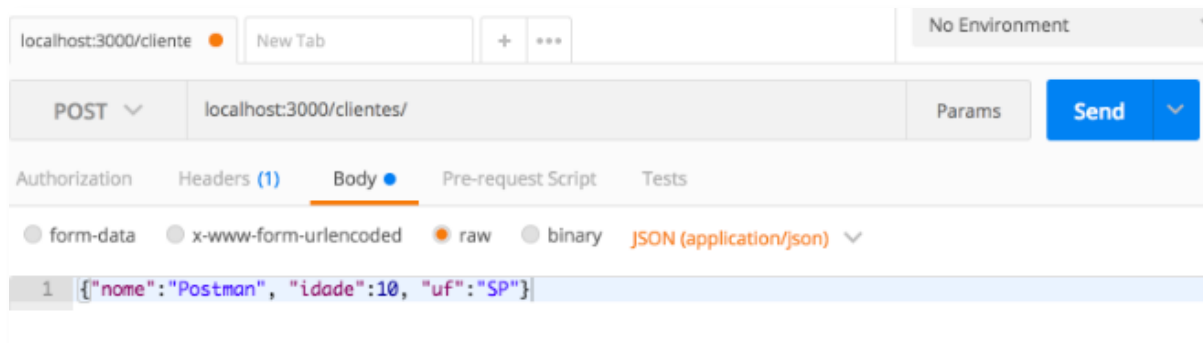 localhost:3000/cliente New Tab + ••• No Environment
POST localhost:3000/clientes/ Params Send
Authorization Headers (1) Body Pre-request Script Tests
form-data x-www-form-urlencoded raw binary JSON (application/json)
1 {"nome":"Postman", "idade":10, "uf":"SP"}